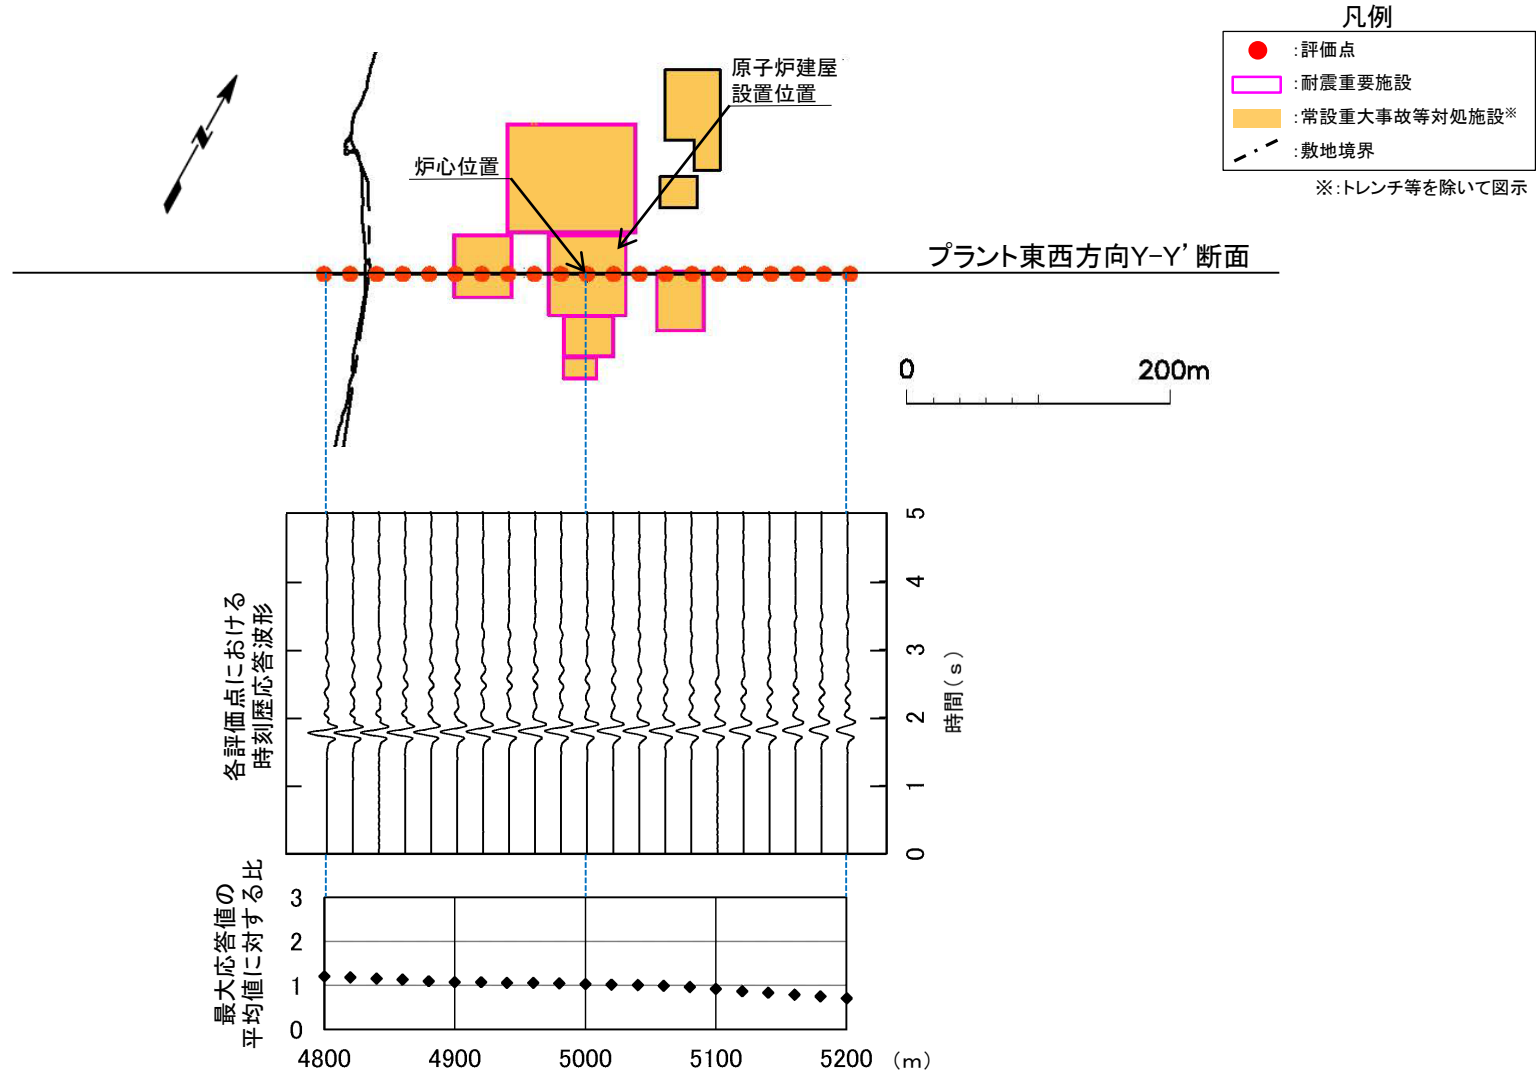 凡例
:評価点
:耐震重要施設
:常設重大事故等対処施設※
:敷地境界
※:トレンチ等を除いて図示
原子炉建屋
設置位置
炉心位置
プラント東西方向Y-Y’断面
0 200m
各評価点における
時刻歴応答波形
5
4
3
2
1
0
時間(s)
最大応答値の
平均値に対する比
3
2
1
0
4800 4900 5000 5100 5200 (m)